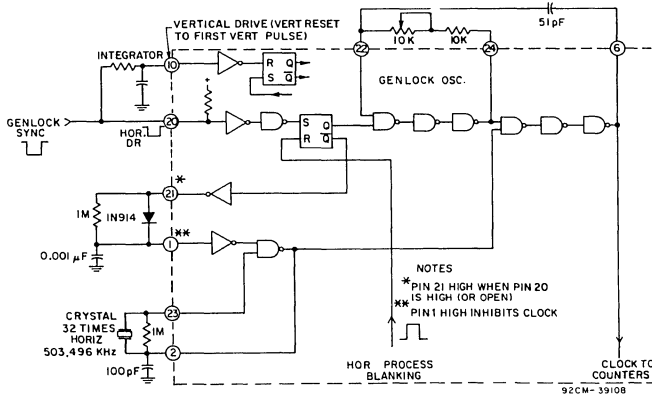 VERTICAL DRIVE (VERT RESET
TO FIRST VERT PULSE)
51pF
INTEGRATOR
10
R Q
S Q
22
10K
10K
24
6
GENLOCK OSC.
+
GENLOCK
SYNC
20
HOR
DR
S Q
R Q
21
*
1M
1N914
1
**
0.001 µF
NOTES
* PIN 21 HIGH WHEN PIN 20
IS HIGH (OR OPEN)
** PIN 1 HIGH INHIBITS CLOCK
23
CRYSTAL
32 TIMES
HORIZ
503.496 KHz
1M
2
100pF
HOR PROCESS
BLANKING
CLOCK TO
COUNTERS
92CM-39108